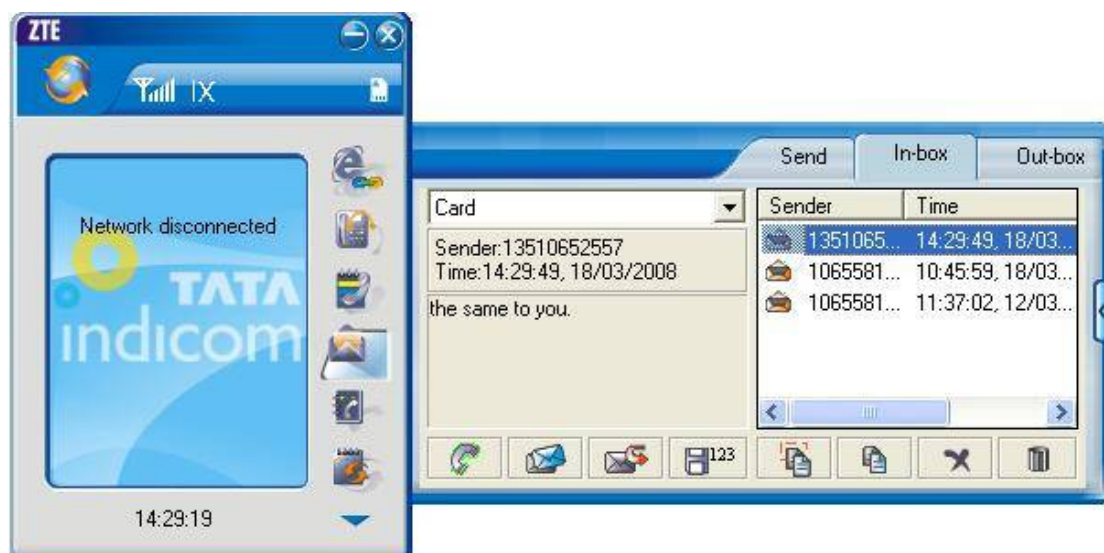 ZTE
1X
Network disconnected
TATA
indicom
14:29:19
Send In-box Out-box
Card
Sender:13510652557
Time:14:29:49, 18/03/2008
the same to you.
123
Sender Time
1351065... 14:29:49, 18/03...
1065581... 10:45:59, 18/03...
1065581... 11:37:02, 12/03...